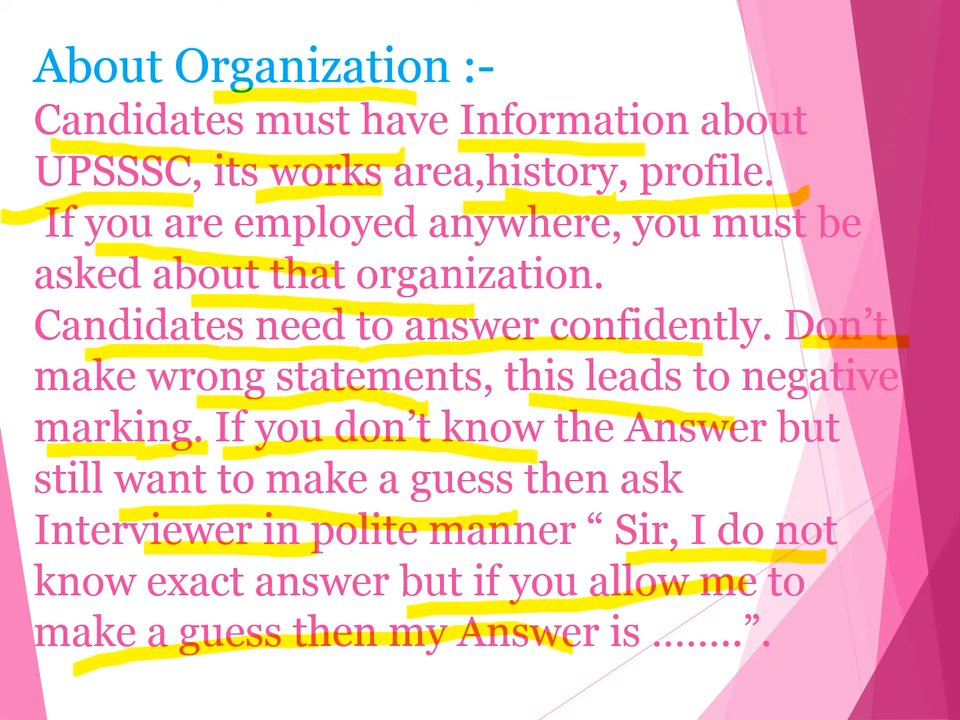 About Organization :-
Candidates must have Information about
UPSSSC, its works area,history, profile.
If you are employed anywhere, you must be
asked about that organization.
Candidates need to answer confidently. Don't
make wrong statements, this leads to negative
marking. If you don't know the Answer but
still want to make a guess then ask
Interviewer in polite manner “ Sir, I do not
know exact answer but if you allow me to
make a guess then my Answer is ........”.